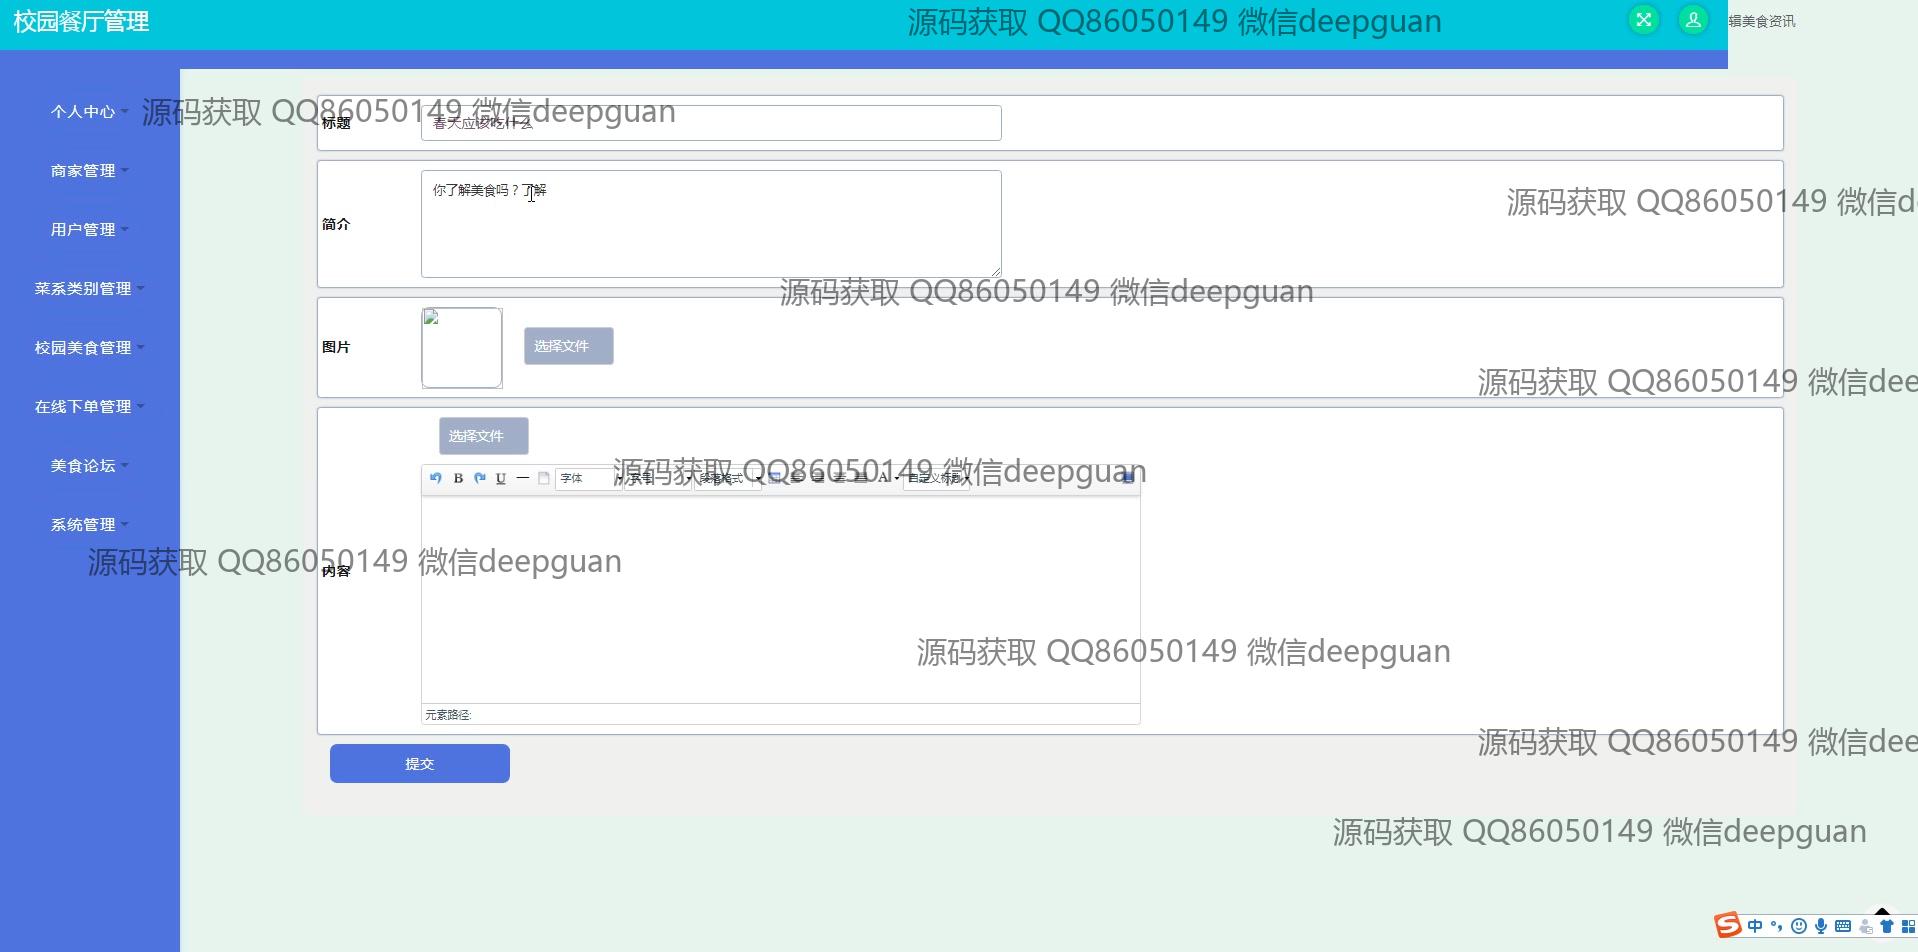 校园餐厅管理
源码获取 QQ86050149 微信deepguan
辑美食资讯
个人中心
源码获取 QQ86050149 微信deepguan
标题
春天应该吃什么
商家管理
你了解美食吗？了解
源码获取 QQ86050149 微信d
简介
用户管理
菜系类别管理
源码获取 QQ86050149 微信deepguan
图片
选择文件
校园美食管理
源码获取 QQ86050149 微信dee
在线下单管理
选择文件
美食论坛
源码获取 QQ86050149 微信deepguan
B U 字体 字号 段落格式 A 自定义标题
系统管理
源码获取 QQ86050149 微信deepguan
内容
源码获取 QQ86050149 微信deepguan
元素路径:
源码获取 QQ86050149 微信dee
提交
源码获取 QQ86050149 微信deepguan
S 中